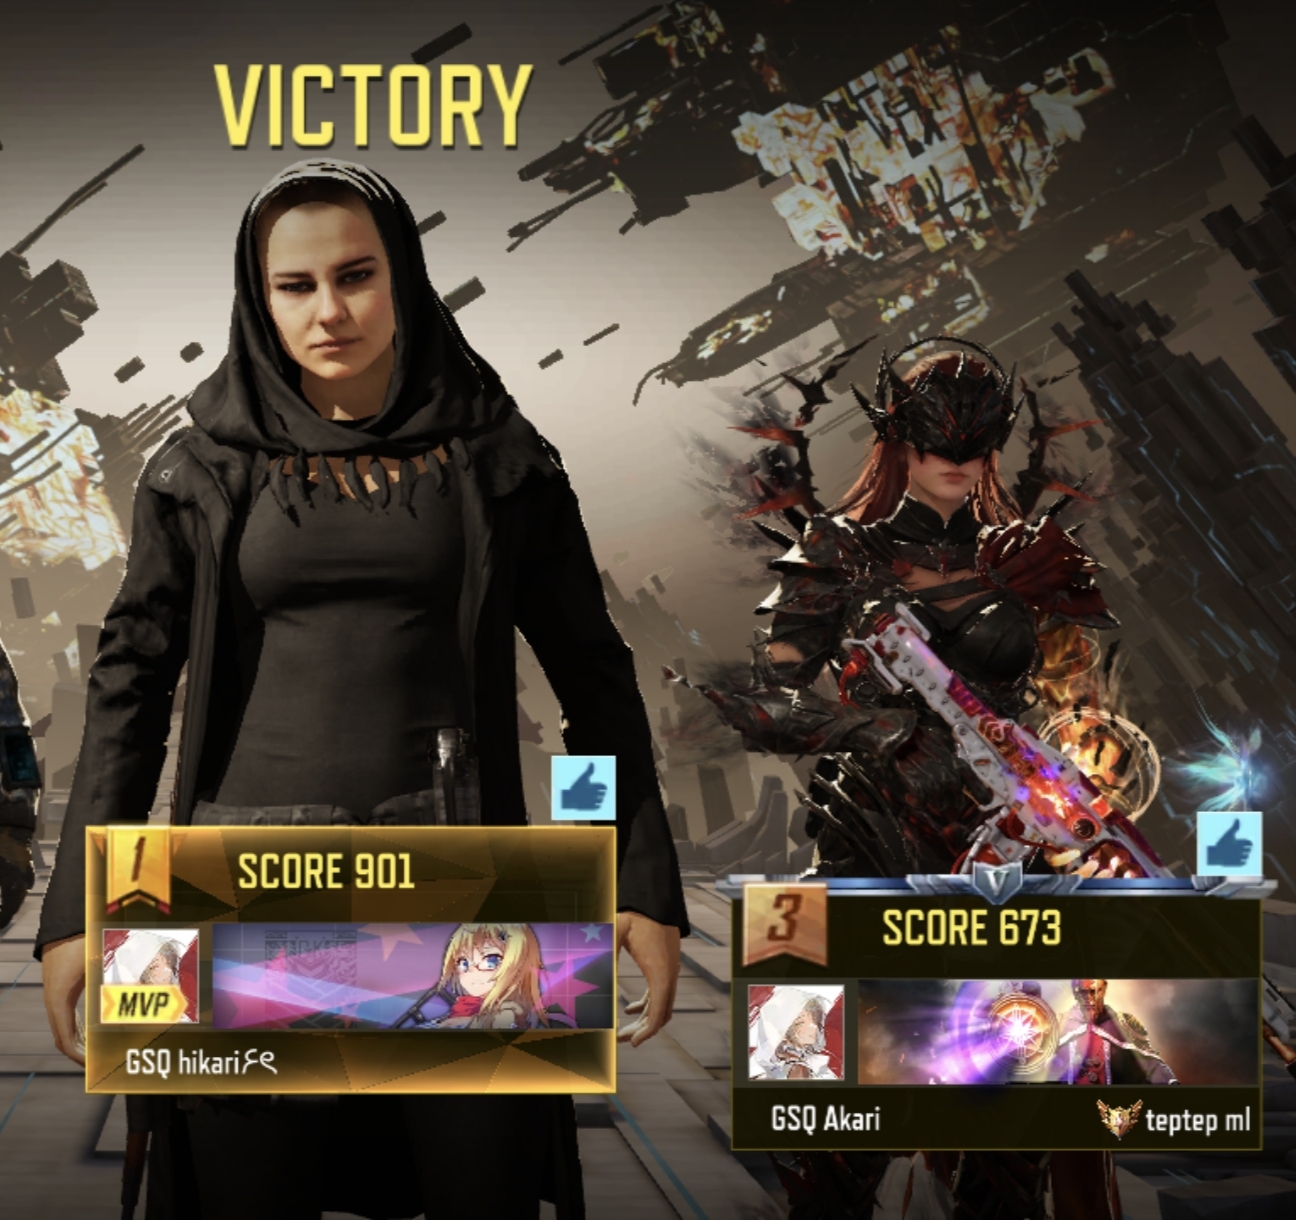 VICTORY
1
SCORE 901
MVP
GSQ hikari
V
3
SCORE 673
GSQ Akari
teptep ml